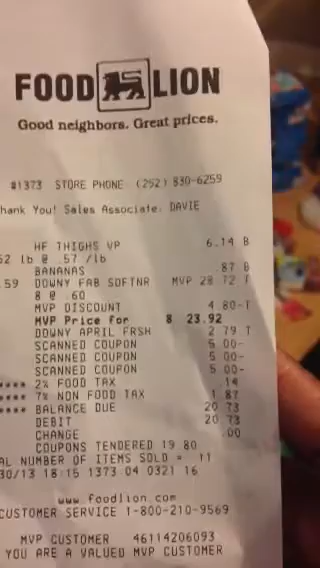 FOOD LION
Good neighbors. Great prices.
#1373 STORE PHONE (252) 830-6259
hank You! Sales Associate: DAVIE
HF THIGHS VP 6.14 B
52 lb @ .57 /lb
BANANAS .87 B
.59 DOWNY FAB SOFTNR MVP 28.72 T
8 @ .60
MVP DISCOUNT 4.80-T
MVP Price for 8 23.92
DOWNY APRIL FRSH 2.79 T
SCANNED COUPON 5.00-
SCANNED COUPON 5.00-
SCANNED COUPON 5.00-
**** 2% FOOD TAX .14
**** 7% NON FOOD TAX 1.87
**** BALANCE DUE 20.73
DEBIT 20.73
CHANGE .00
COUPONS TENDERED 19.80
AL NUMBER OF ITEMS SOLD = 11
30/13 18:15 1373 04 0321 16
www.foodlion.com
CUSTOMER SERVICE 1-800-210-9569
MVP CUSTOMER 46114206093
YOU ARE A VALUED MVP CUSTOMER